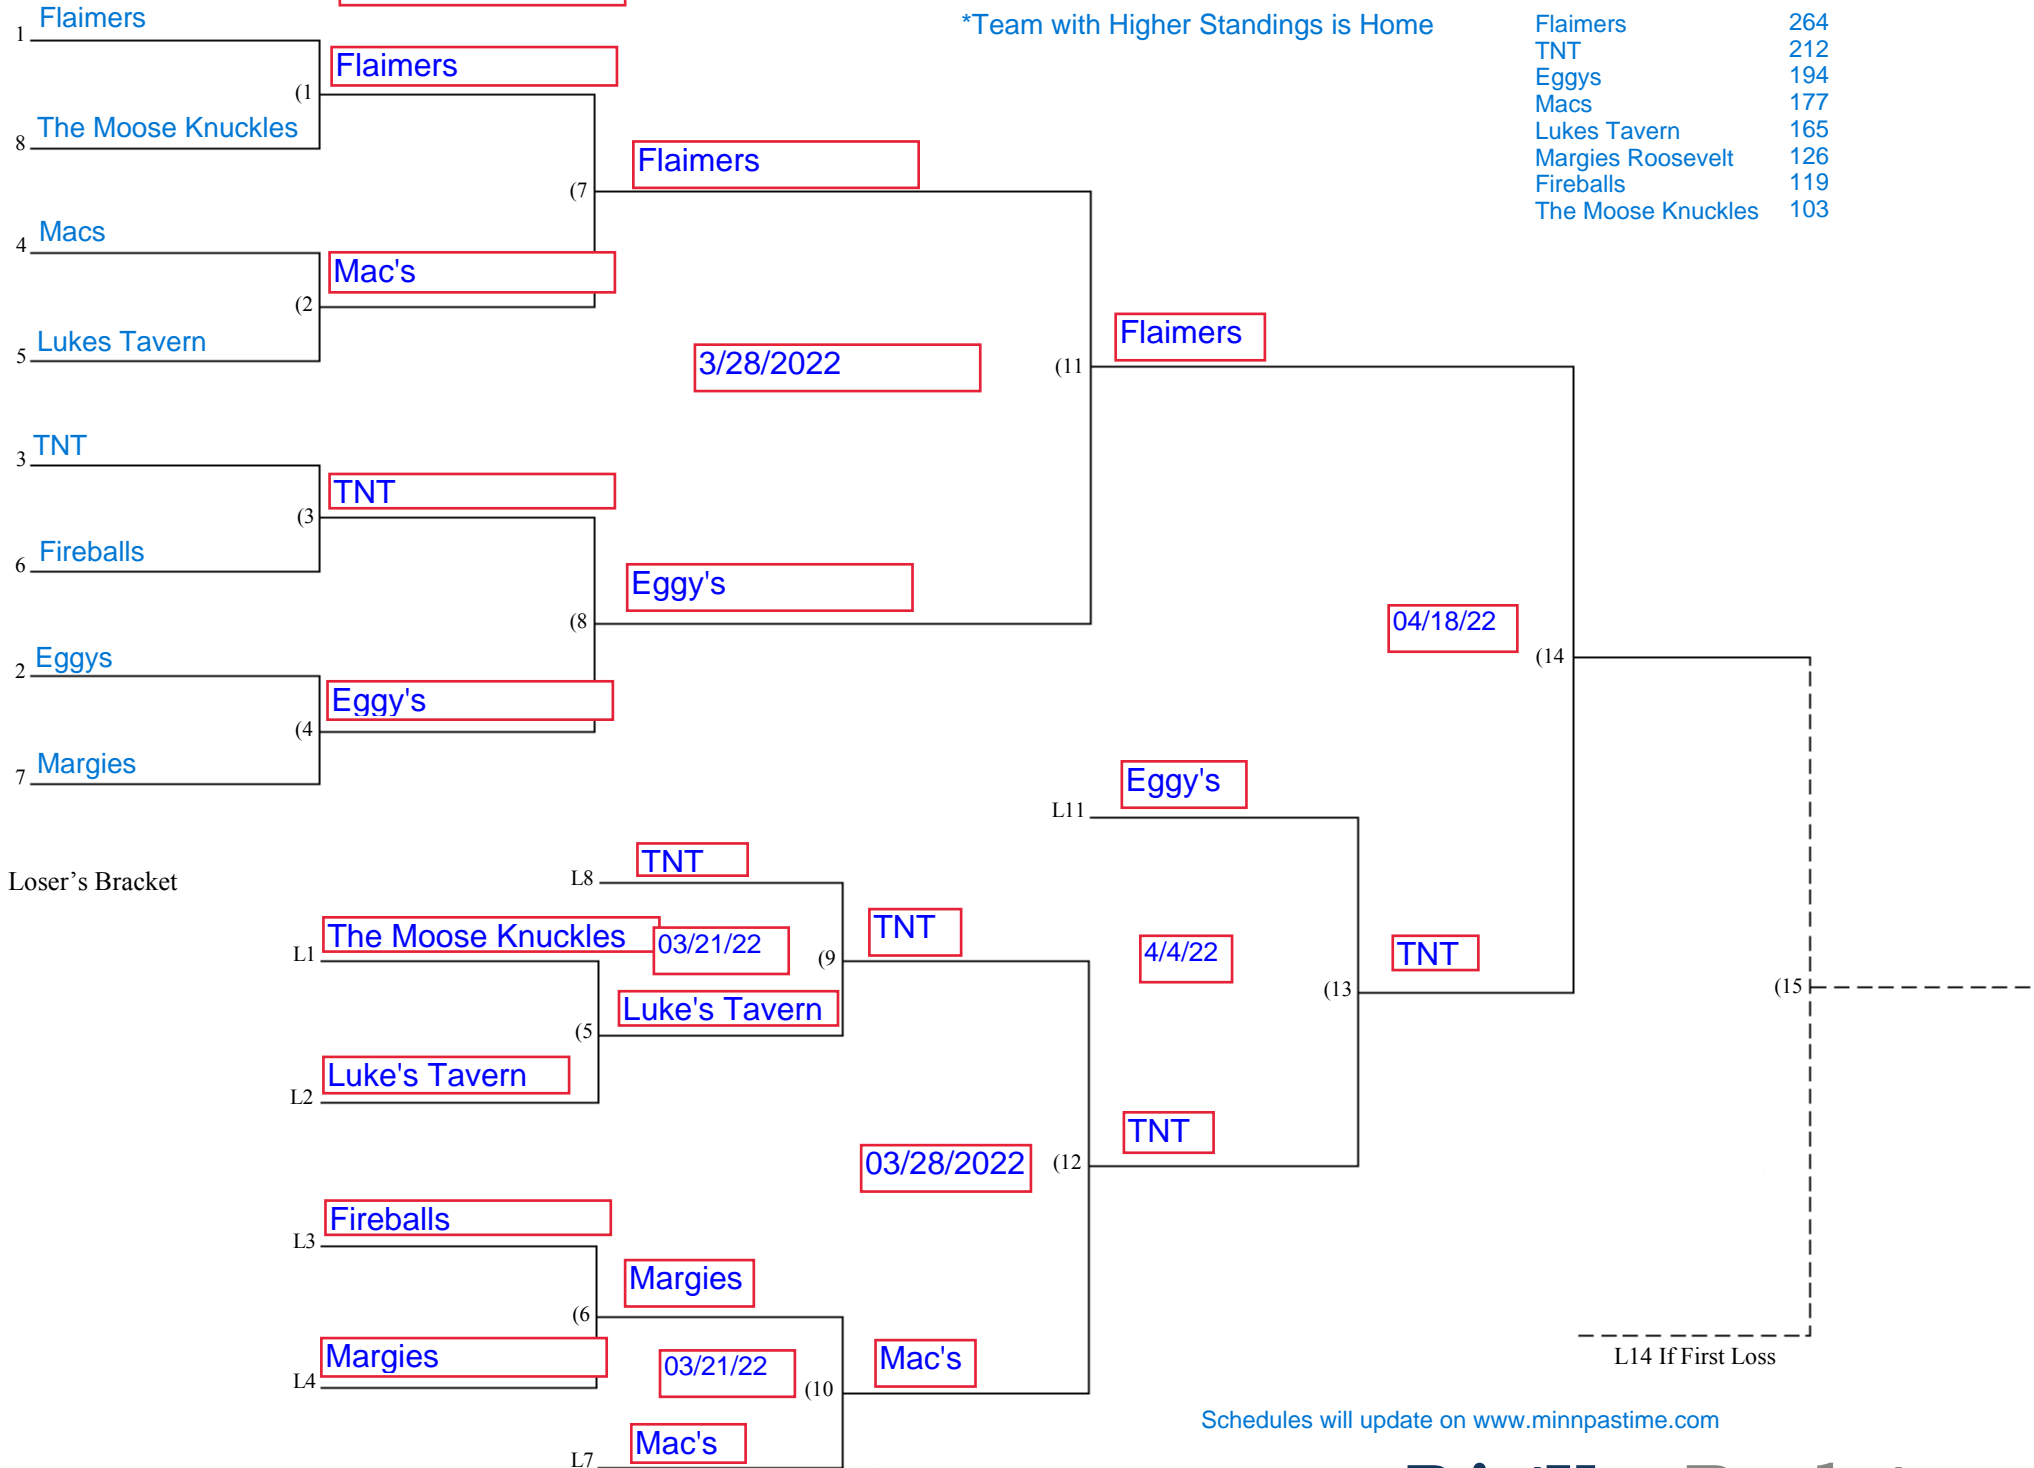 Flaimers
1
*Team with Higher Standings is Home
Flaimers 264
TNT 212
Eggys 194
Macs 177
Lukes Tavern 165
Margies Roosevelt 126
Fireballs 119
The Moose Knuckles 103
Flaimers
(1
The Moose Knuckles
8
Flaimers
(7
Macs
4
Mac's
(2
Lukes Tavern
5
3/28/2022
Flaimers
(11
TNT
3
TNT
(3
Fireballs
6
Eggy's
(8
04/18/22
(14
Eggys
2
Eggy's
(4
Margies
7
Eggy's
L11
Loser's Bracket
TNT
L8
The Moose Knuckles
L1
03/21/22
(9
TNT
4/4/22
TNT
(13
(15
Luke's Tavern
(5
Luke's Tavern
L2
TNT
03/28/2022
(12
Fireballs
L3
Margies
(6
Margies
L4
03/21/22
(10
Mac's
L14 If First Loss
Mac's
L7
Schedules will update on www.minnpastime.com